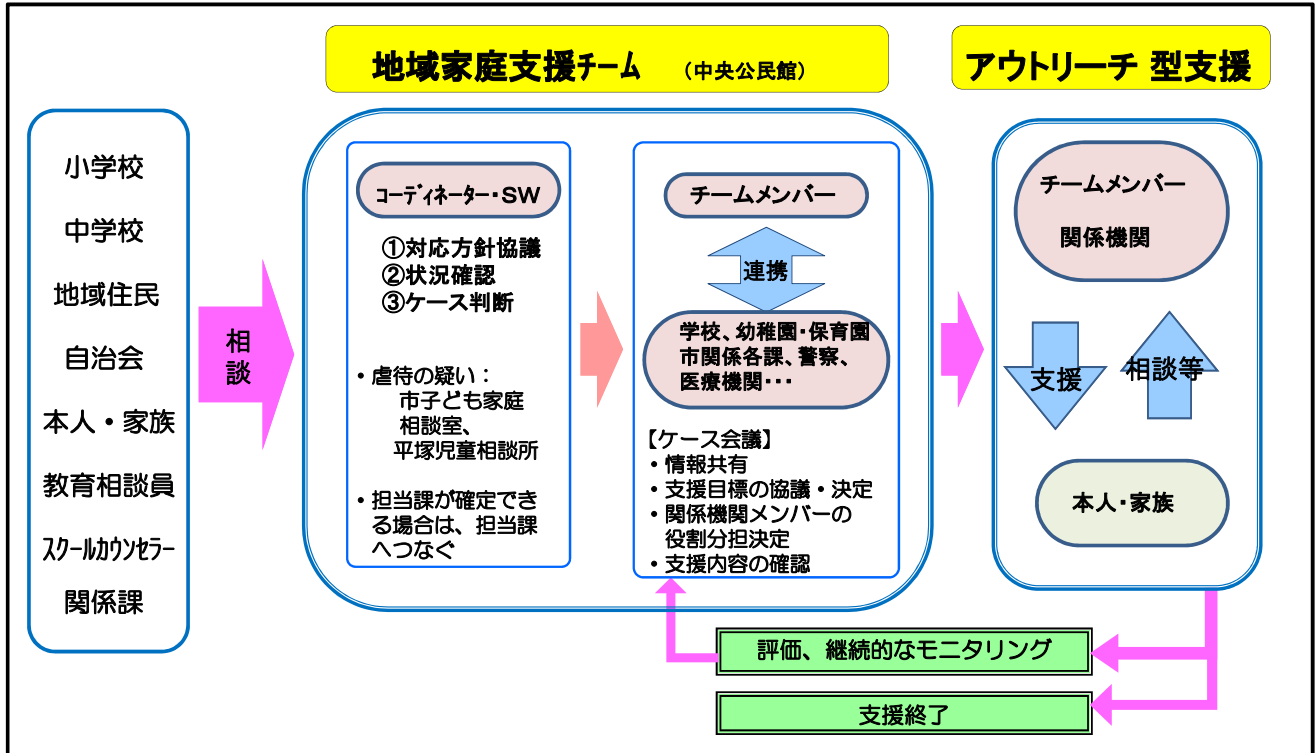 地域家庭支援チーム （中央公民館）
アウトリーチ 型支援
小学校
中学校
地域住民
自治会
本人・家族
教育相談員
スクールカウンセラー
関係課
相談
コーディネーター・SW
①対応方針協議
②状況確認
③ケース判断
・虐待の疑い：
市子ども家庭
相談室、
平塚児童相談所
・担当課が確定でき
る場合は、担当課
へつなぐ
チームメンバー
連携
学校、幼稚園・保育園
市関係各課、警察、
医療機関・・・
【ケース会議】
・情報共有
・支援目標の協議・決定
・関係機関メンバーの
役割分担決定
・支援内容の確認
チームメンバー
関係機関
支援
相談等
本人・家族
評価、継続的なモニタリング
支援終了